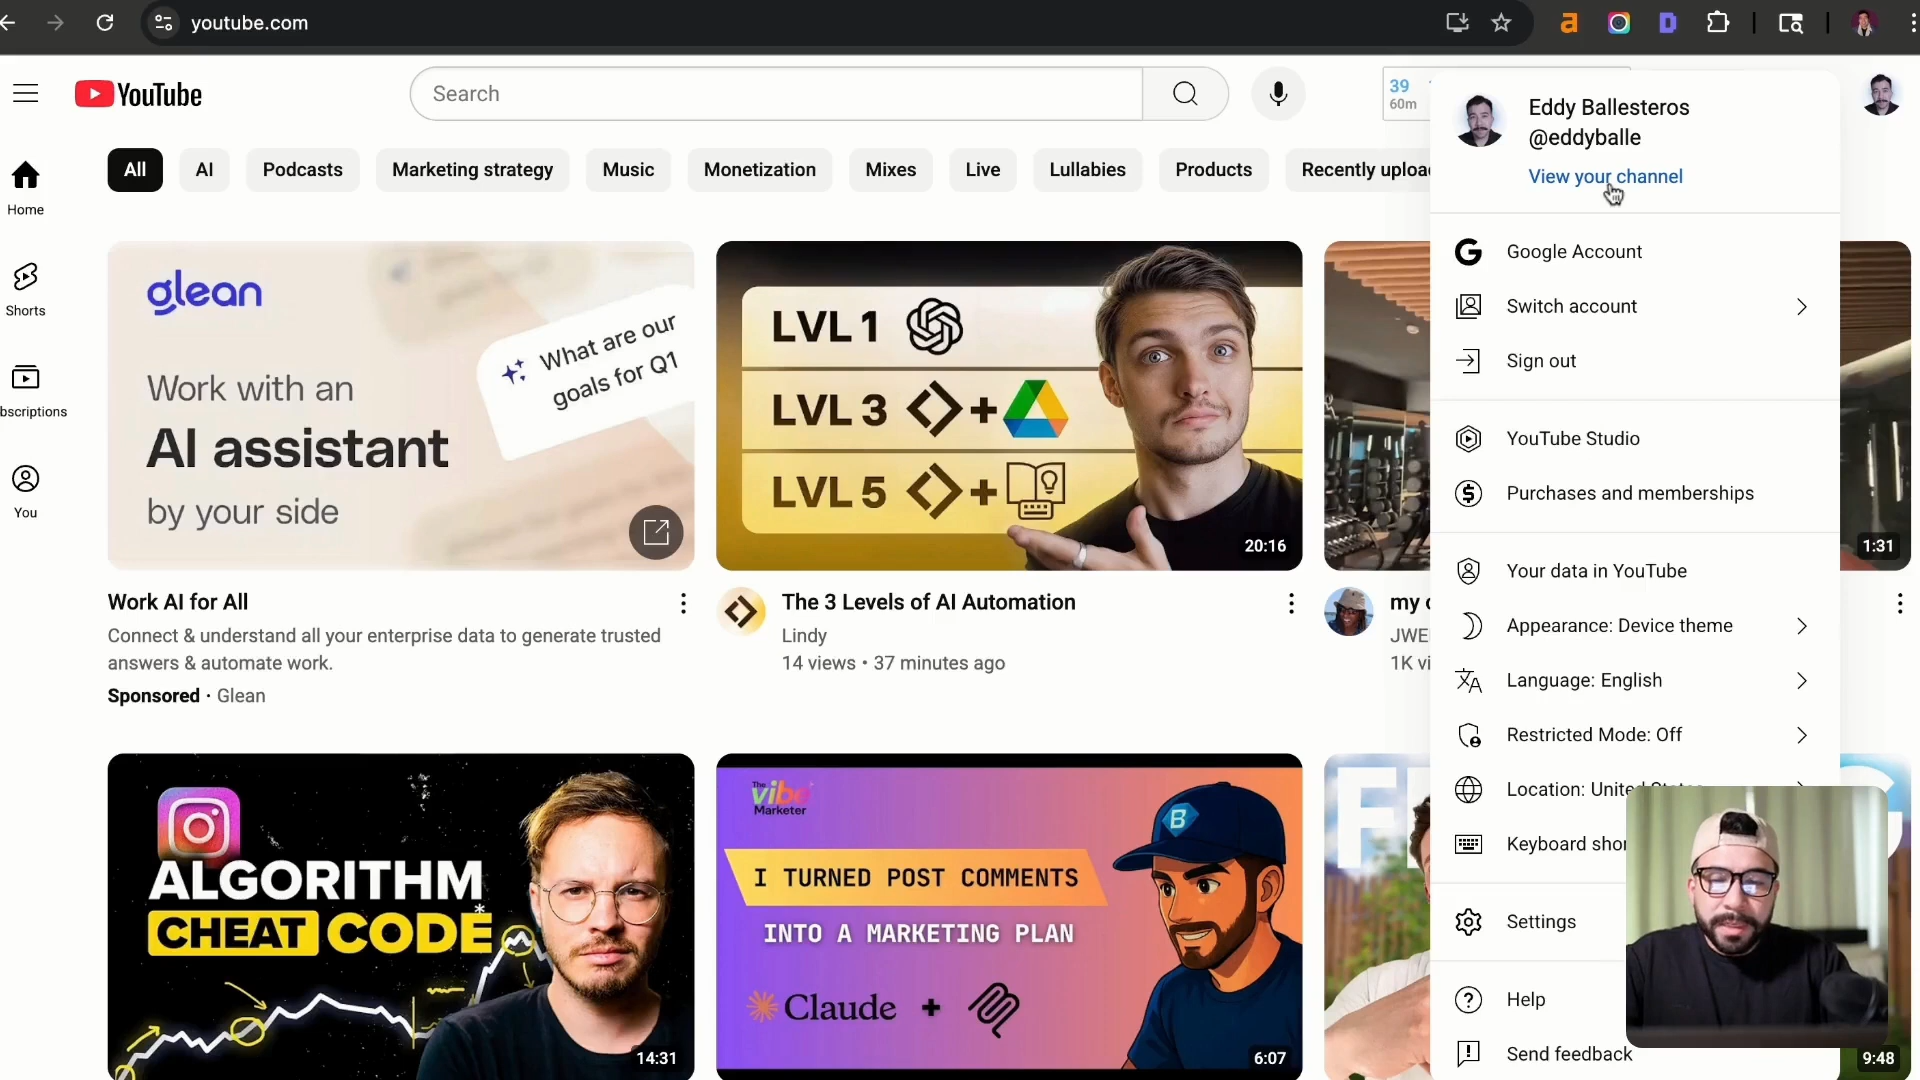 youtube.com
YouTube
Search
39
60m
All
AI
Podcasts
Marketing strategy
Music
Monetization
Mixes
Live
Lullabies
Products
Recently uploa
Home
Shorts
bscriptions
You
glean
Work with an
AI assistant
by your side
What are our
goals for Q1
Work AI for All
Connect & understand all your enterprise data to generate trusted
answers & automate work.
Sponsored · Glean
LVL 1
LVL 3 +
LVL 5 +
20:16
The 3 Levels of AI Automation
Lindy
14 views • 37 minutes ago
1:31
my
JWE
1K vi
ALGORITHM
CHEAT CODE*
14:31
The
vibe
Marketer
B
I TURNED POST COMMENTS
INTO A MARKETING PLAN
Claude +
6:07
9:48
Eddy Ballesteros
@eddyballe
View your channel
Google Account
Switch account
Sign out
YouTube Studio
Purchases and memberships
Your data in YouTube
Appearance: Device theme
Language: English
Restricted Mode: Off
Location: United States
Keyboard shor
Settings
Help
Send feedback